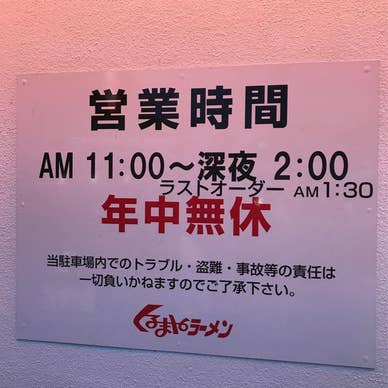 営業時間
AM 11:00〜深夜 2:00
ラストオーダー AM1:30
年中無休
当駐車場内でのトラブル・盗難・事故等の責任は
一切負いかねますのでご了承下さい。
くるまやラーメン